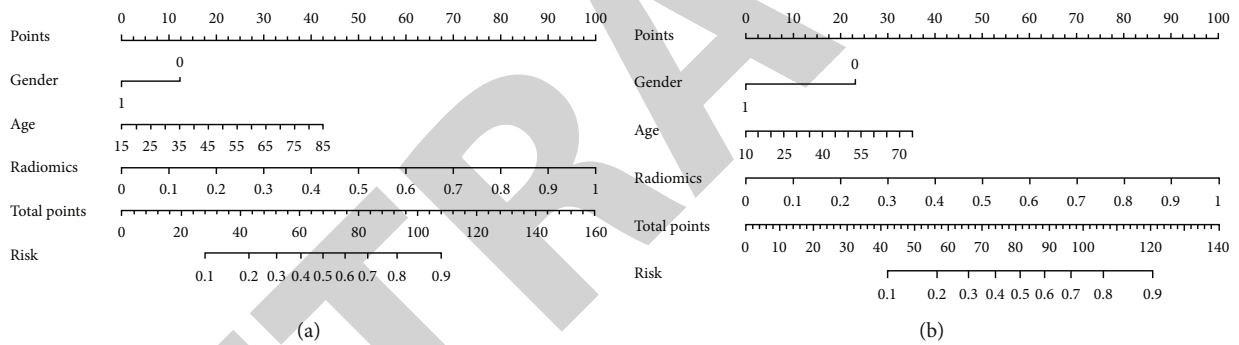 0 10 20 30 40 50 60 70 80 90 100
Points
0
Gender
1
Age
15 25 35 45 55 65 75 85
Radiomics
0 0.1 0.2 0.3 0.4 0.5 0.6 0.7 0.8 0.9 1
Total points
0 20 40 60 80 100 120 140 160
Risk
0.1 0.2 0.3 0.4 0.5 0.6 0.7 0.8 0.9
(a)
0 10 20 30 40 50 60 70 80 90 100
Points
0
Gender
1
Age
10 25 40 55 70
Radiomics
0 0.1 0.2 0.3 0.4 0.5 0.6 0.7 0.8 0.9 1
Total points
0 10 20 30 40 50 60 70 80 90 100 120 140
Risk
0.1 0.2 0.3 0.4 0.5 0.6 0.7 0.8 0.9
(b)